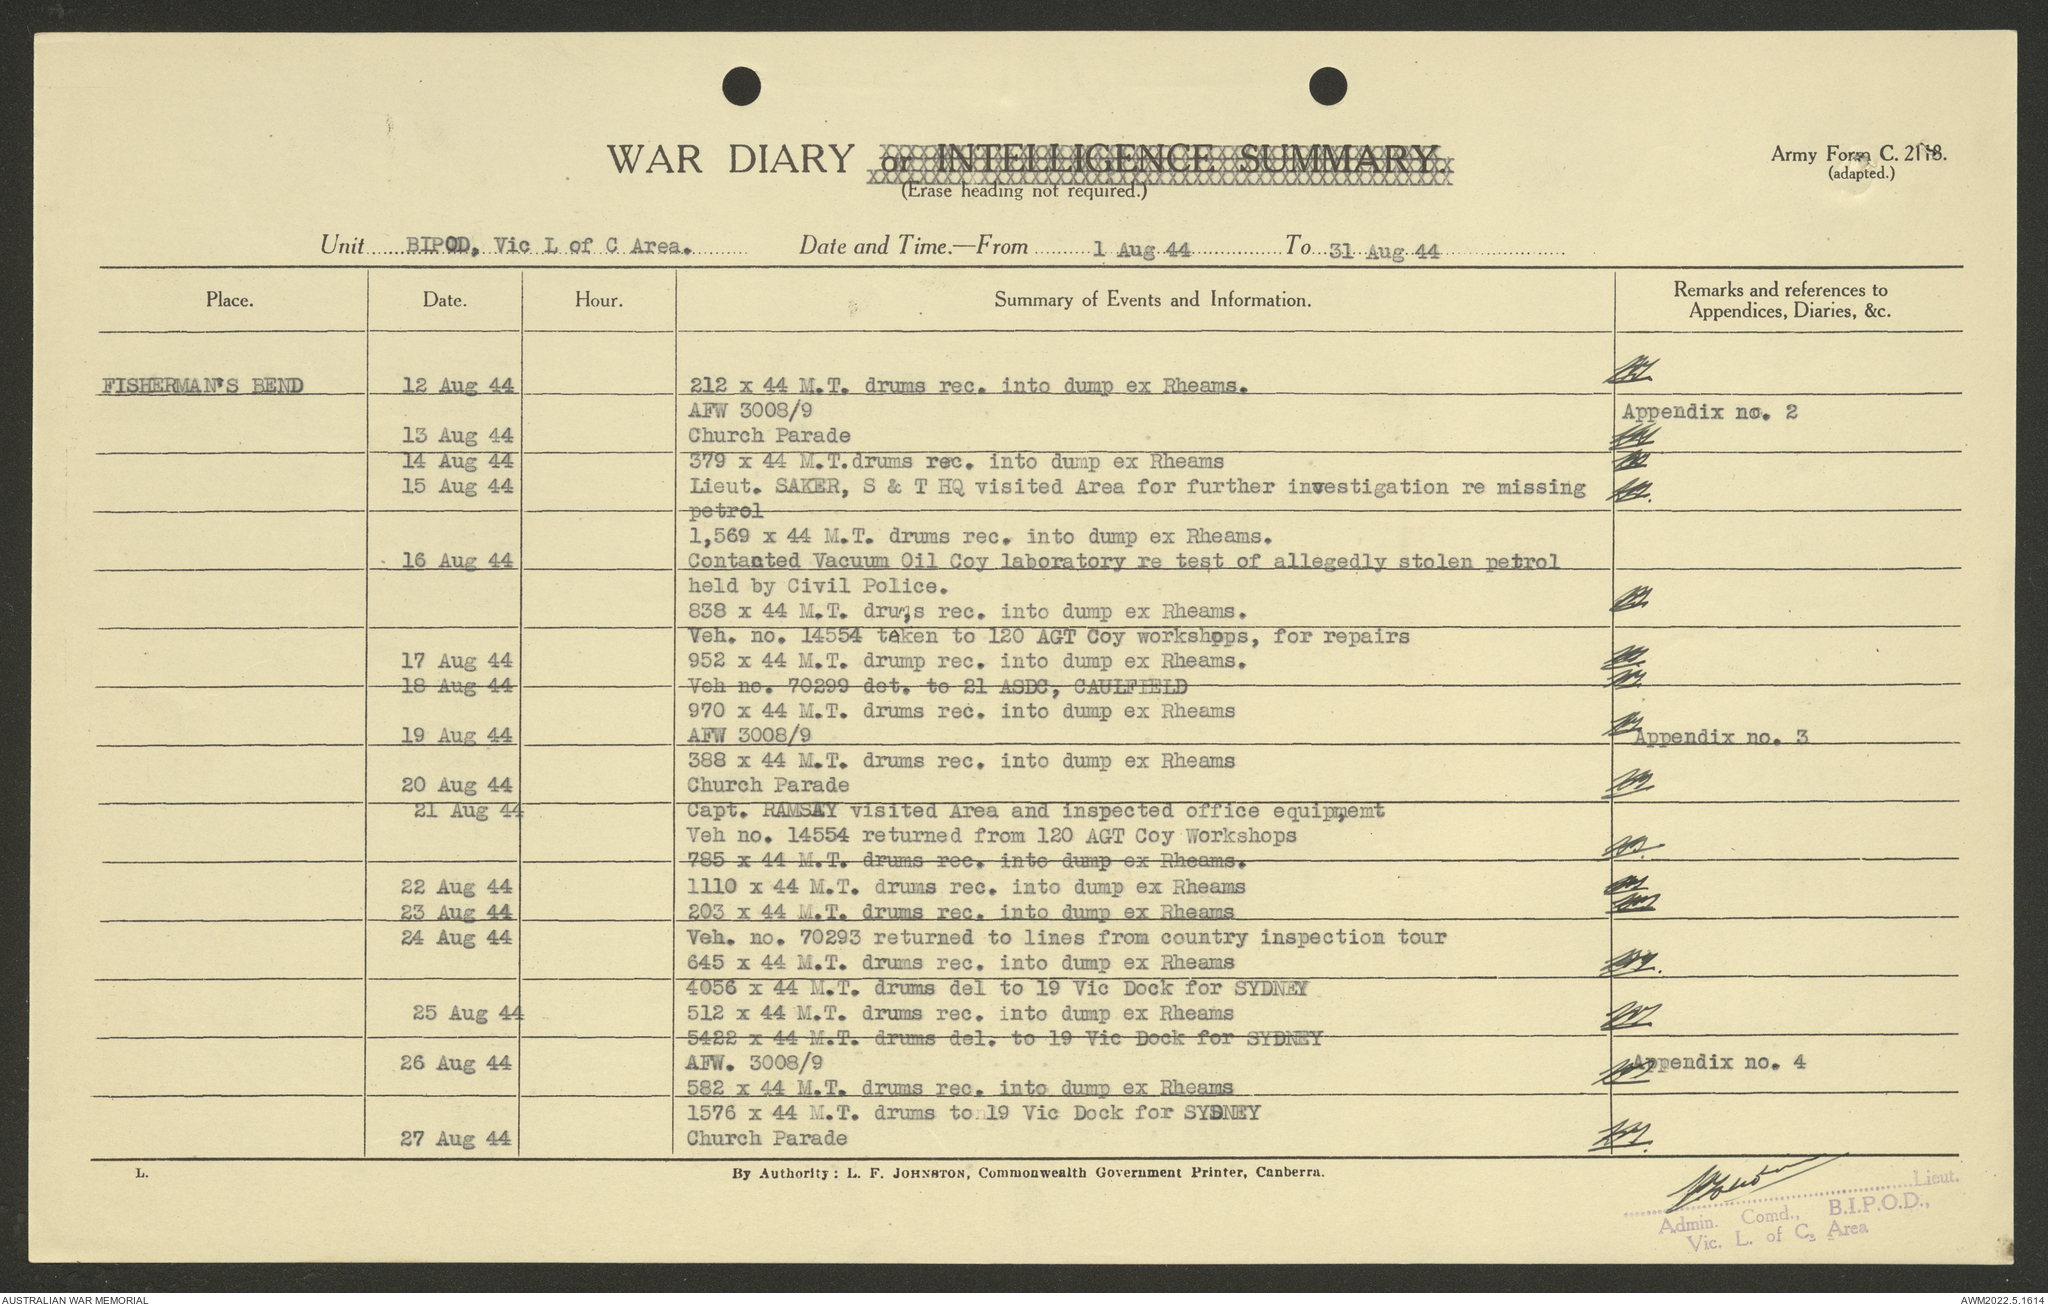 WAR DIARY or INTELLIGENCE SUMMARY.
(Erase heading not required.)
Army Form C. 2118.
(adapted.)
Unit BIPOD, Vic L of C Area. Date and Time.—From 1 Aug 44 To 31 Aug 44
Place. Date. Hour. Summary of Events and Information. Remarks and references to
Appendices, Diaries, &c.
FISHERMAN'S BEND 12 Aug 44 212 x 44 M.T. drums rec. into dump ex Rheams.
AFW 3008/9 Appendix no. 2
13 Aug 44 Church Parade
14 Aug 44 379 x 44 M.T.drums rec. into dump ex Rheams
15 Aug 44 Lieut. SAKER, S & T HQ visited Area for further investigation re missing
petrol
1,569 x 44 M.T. drums rec. into dump ex Rheams.
16 Aug 44 Contacted Vacuum Oil Coy laboratory re test of allegedly stolen petrol
held by Civil Police.
838 x 44 M.T. drums rec. into dump ex Rheams.
Veh. no. 14554 taken to 120 AGT Coy workshops, for repairs
17 Aug 44 952 x 44 M.T. drump rec. into dump ex Rheams.
18 Aug 44 Veh no. 70299 det. to 21 ASDC, CAULFIELD
970 x 44 M.T. drums rec. into dump ex Rheams
19 Aug 44 AFW 3008/9 Appendix no. 3
388 x 44 M.T. drums rec. into dump ex Rheams
20 Aug 44 Church Parade
21 Aug 44 Capt. RAMSAY visited Area and inspected office equipmemt
Veh no. 14554 returned from 120 AGT Coy Workshops
785 x 44 M.T. drums rec. into dump ex Rheams.
22 Aug 44 1110 x 44 M.T. drums rec. into dump ex Rheams
23 Aug 44 203 x 44 M.T. drums rec. into dump ex Rheams
24 Aug 44 Veh. no. 70293 returned to lines from country inspection tour
645 x 44 M.T. drums rec. into dump ex Rheams
4056 x 44 M.T. drums del to 19 Vic Dock for SYDNEY
25 Aug 44 512 x 44 M.T. drums rec. into dump ex Rheams
5422 x 44 M.T. drums del. to 19 Vic Dock for SYDNEY
26 Aug 44 AFW. 3008/9 Appendix no. 4
582 x 44 M.T. drums rec. into dump ex Rheams
1576 x 44 M.T. drums to 19 Vic Dock for SYDNEY
27 Aug 44 Church Parade
L. By Authority: L. F. JOHNSTON, Commonwealth Government Printer, Canberra.
Lieut.
Admin. Comd., B.I.P.O.D.,
Vic. L. of C. Area
AUSTRALIAN WAR MEMORIAL AWM2022.5.1614